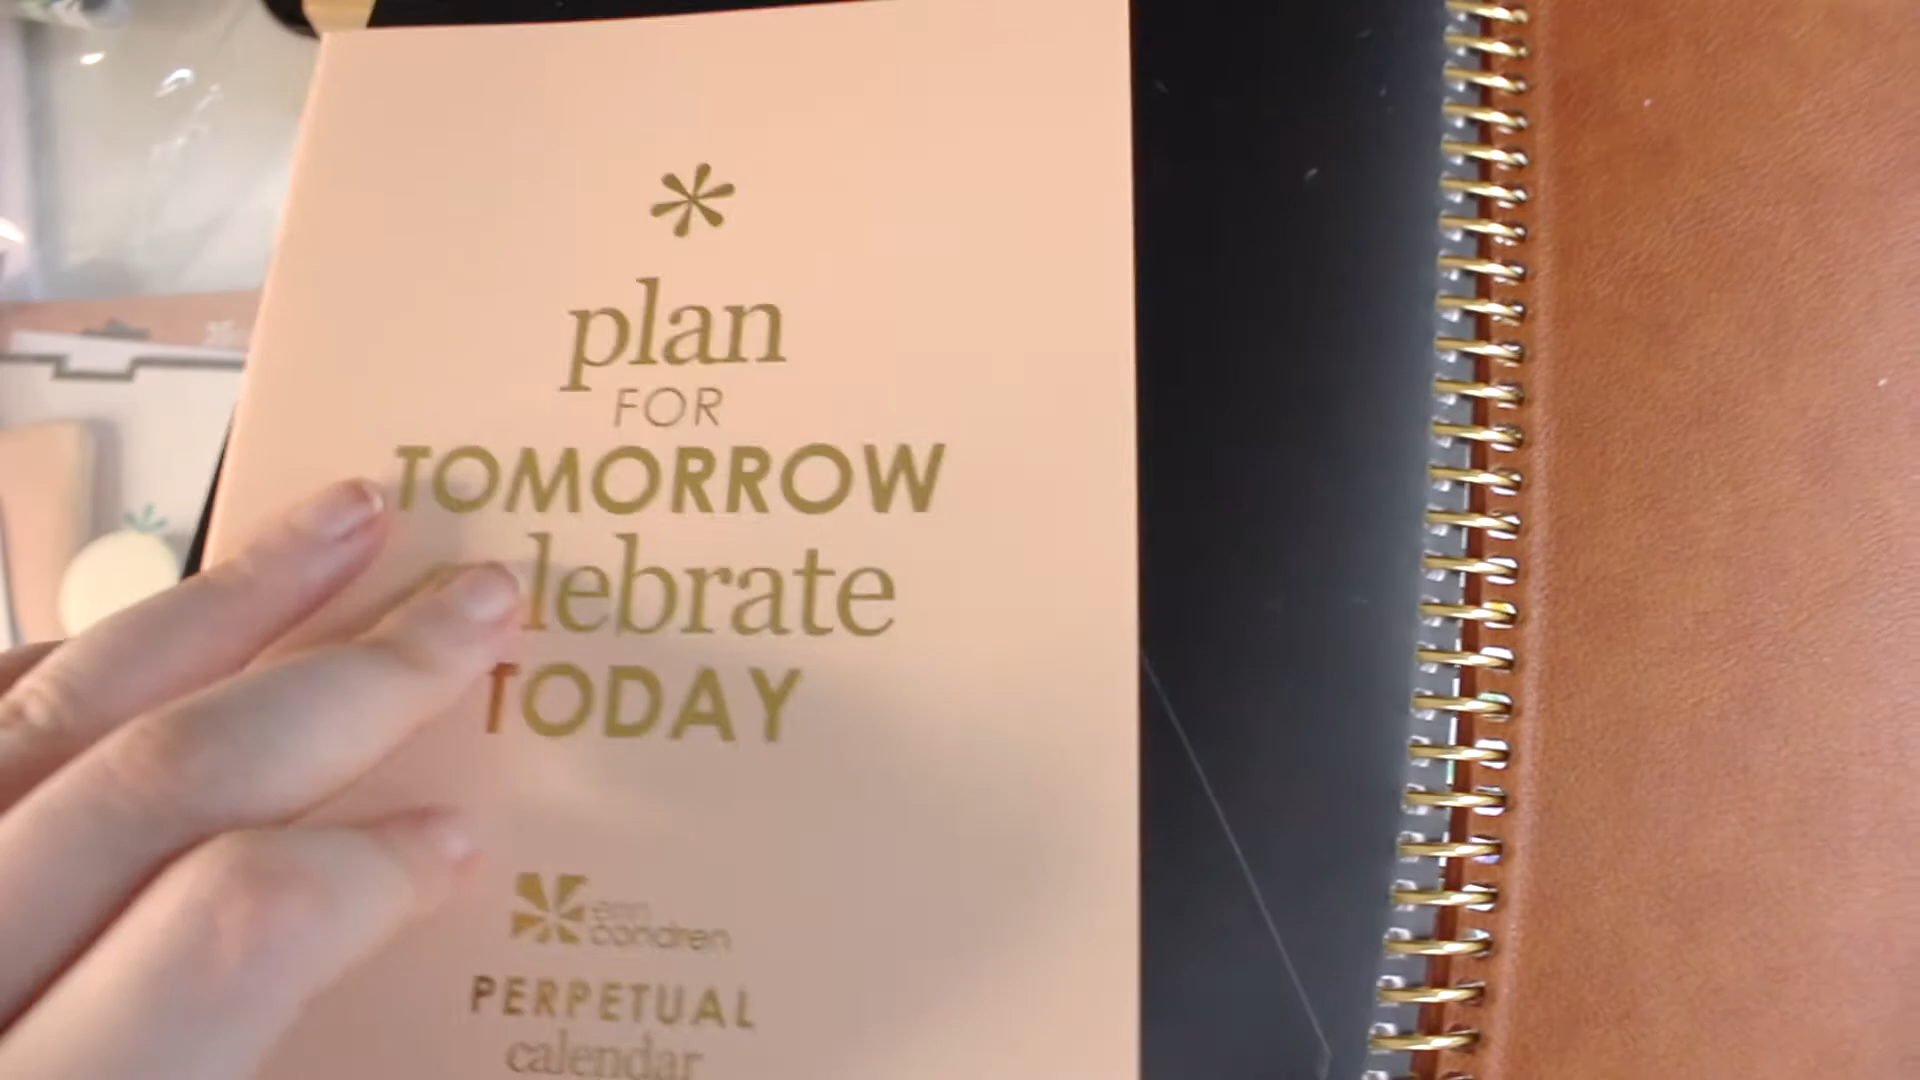 plan
FOR
TOMORROW
celebrate
TODAY
erin
condren
PERPETUAL
calendar